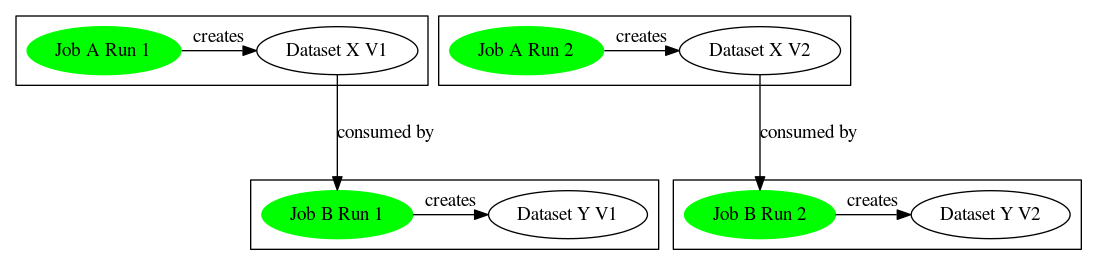 Job A Run 1
creates
Dataset X V1
Job A Run 2
creates
Dataset X V2
consumed by
consumed by
Job B Run 1
creates
Dataset Y V1
Job B Run 2
creates
Dataset Y V2